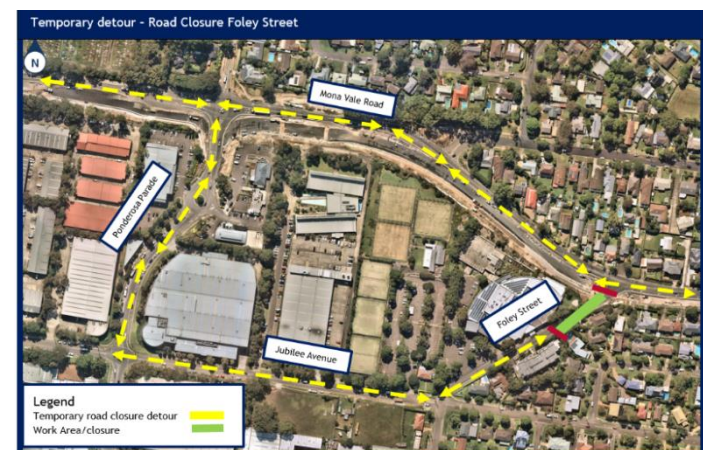 Temporary detour - Road Closure Foley Street
N
Mona Vale Road
Ponderosa Parade
Foley Street
Jubilee Avenue
Legend
Temporary road closure detour
Work Area/closure